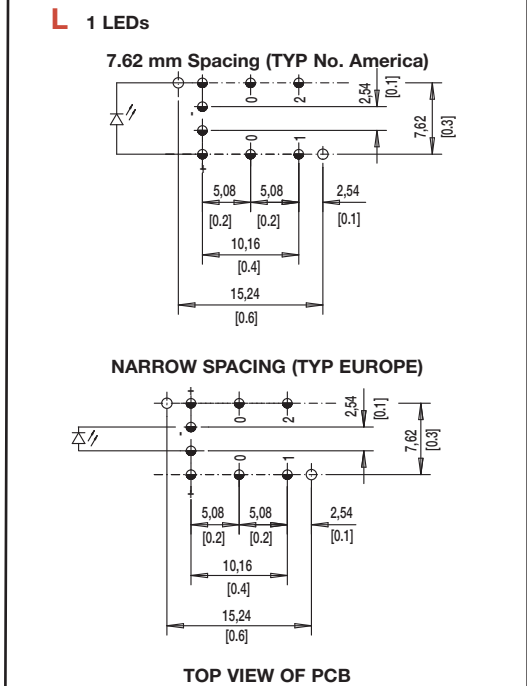 L 1 LEDs
7.62 mm Spacing (TYP No. America)
0 2
2,54 [0.1]
7,62 [0.3]
0 1
5,08 5,08 2,54
[0.2] [0.2] [0.1]
10,16
[0.4]
15,24
[0.6]
NARROW SPACING (TYP EUROPE)
0 2
2,54 [0.1]
7,62 [0.3]
0 1
5,08 5,08 2,54
[0.2] [0.2] [0.1]
10,16
[0.4]
15,24
[0.6]
TOP VIEW OF PCB